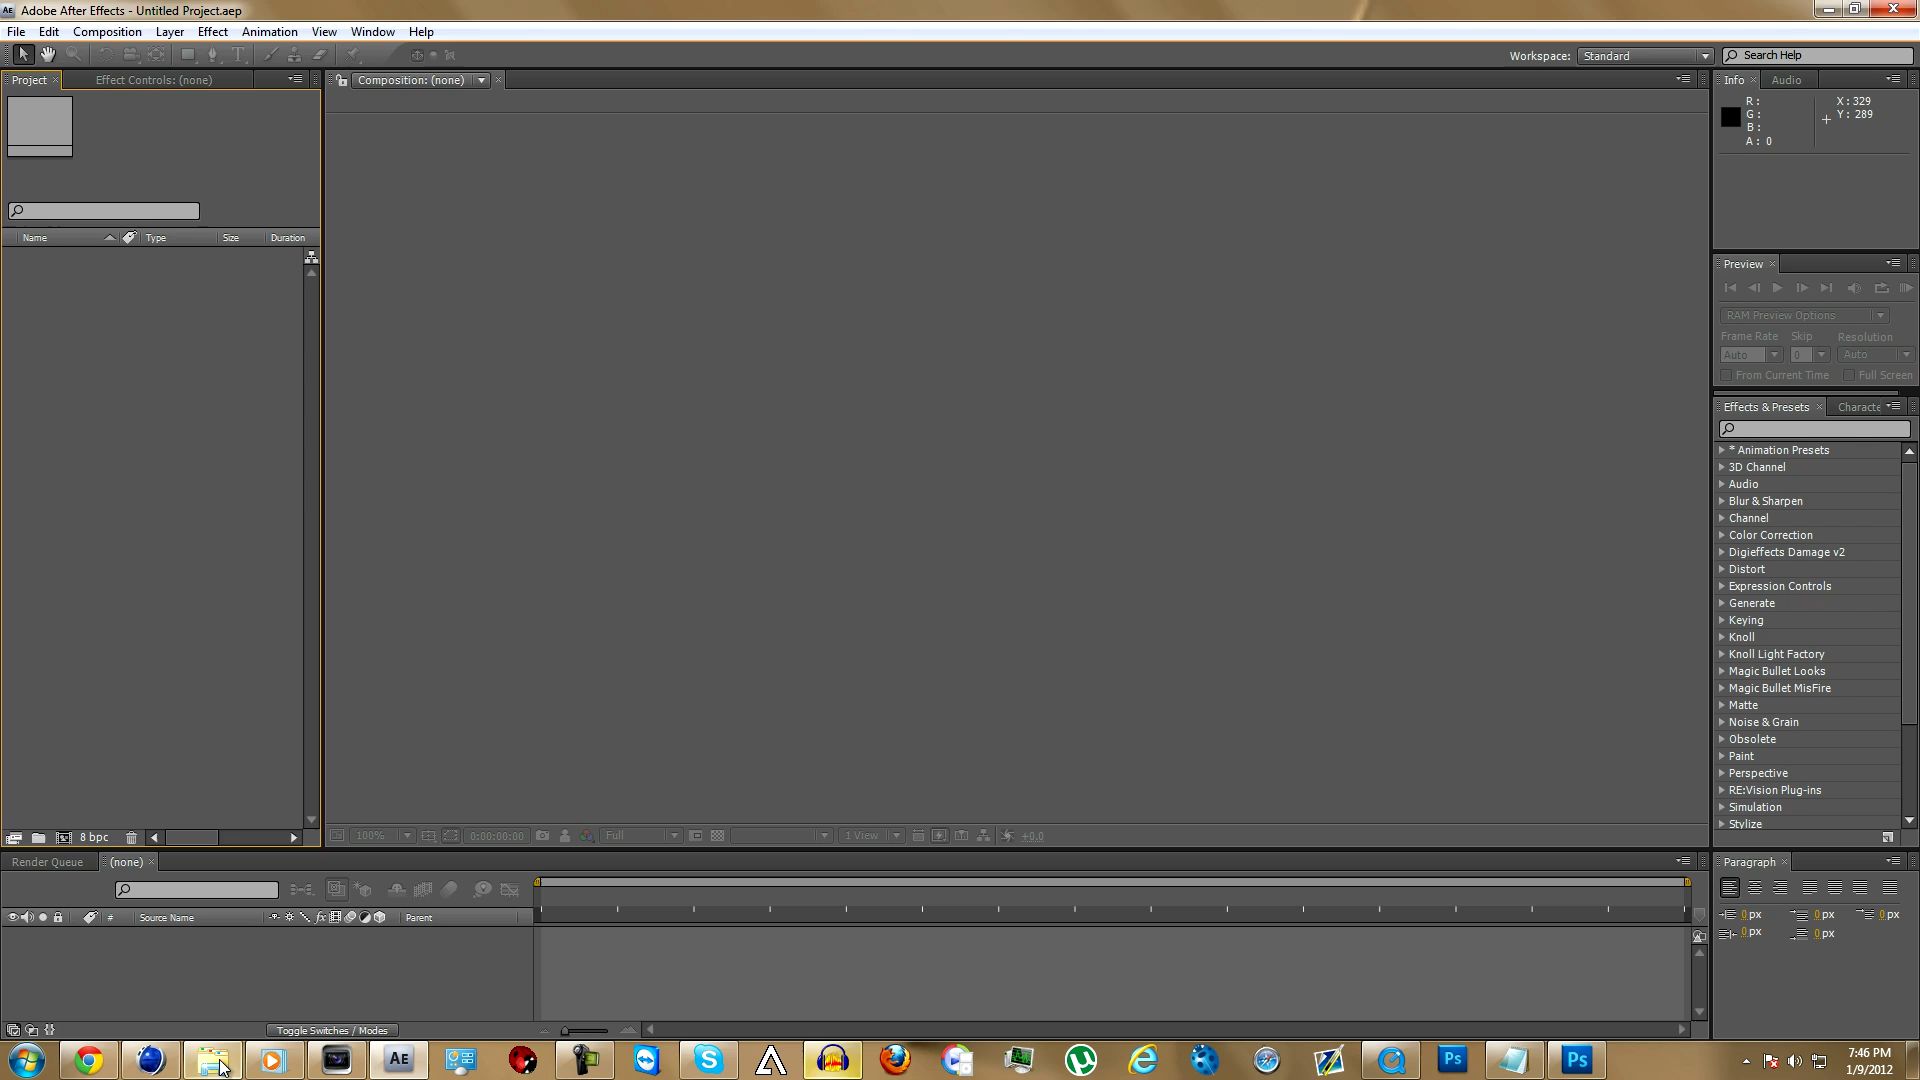 Adobe After Effects - Untitled Project.aep
File Edit Composition Layer Effect Animation View Window Help
Workspace: Standard Search Help
Project Effect Controls: (none)
Composition: (none)
Info Audio
R:
G:
B:
A: 0
X: 329
Y: 289
Name Type Size Duration
Preview
RAM Preview Options
Frame Rate Skip Resolution
Auto 0 Auto
From Current Time Full Screen
Effects & Presets Characte
* Animation Presets
3D Channel
Audio
Blur & Sharpen
Channel
Color Correction
Digieffects Damage v2
Distort
Expression Controls
Generate
Keying
Knoll
Knoll Light Factory
Magic Bullet Looks
Magic Bullet MisFire
Matte
Noise & Grain
Obsolete
Paint
Perspective
RE:Vision Plug-ins
Simulation
Stylize
8 bpc
100% 0:00:00:00 Full 1 View +0.0
Render Queue (none)
# Source Name Parent
Toggle Switches / Modes
Paragraph
0 px 0 px 0 px
0 px 0 px
7:46 PM
1/9/2012